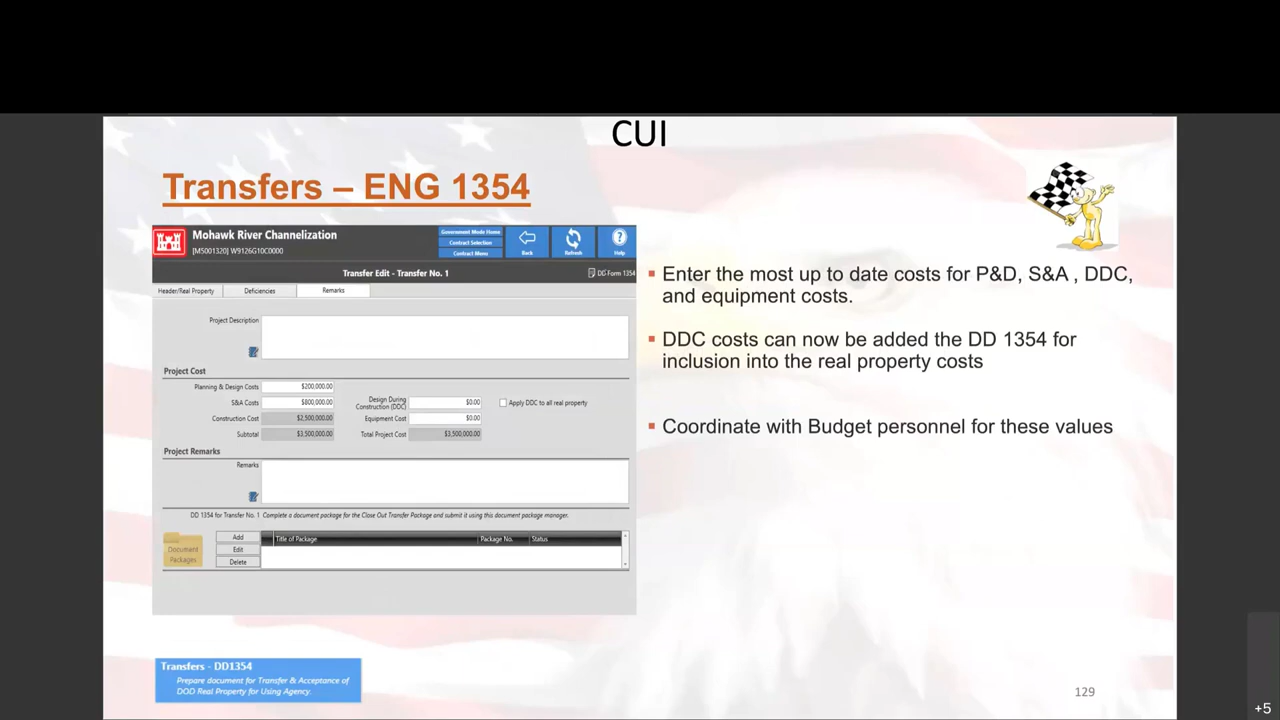 CUI
Transfers – ENG 1354
Mohawk River Channelization
[MS001320] W9126G10C0000
Government Mode Home
Contract Selection
Contract Menu
Back
Refresh
Help
Transfer Edit - Transfer No. 1
DD Form 1354
Header/Real Property
Deficiencies
Remarks
Project Description
Project Cost
Planning & Design Costs
$200,000.00
S&A Costs
$800,000.00
Design During
Construction (DDC)
$0.00
Apply DDC to all real property
Construction Cost
$2,500,000.00
Equipment Cost
$0.00
Subtotal
$3,500,000.00
Total Project Cost
$3,500,000.00
Project Remarks
Remarks
DD 1354 for Transfer No. 1 Complete a document package for the Close Out Transfer Package and submit it using this document package manager.
Document
Packages
Add
Edit
Delete
Title of Package
Package No.
Status
Enter the most up to date costs for P&D, S&A , DDC,
and equipment costs.
DDC costs can now be added the DD 1354 for
inclusion into the real property costs
Coordinate with Budget personnel for these values
Transfers - DD1354
Prepare document for Transfer & Acceptance of
DOD Real Property for Using Agency.
129
+5